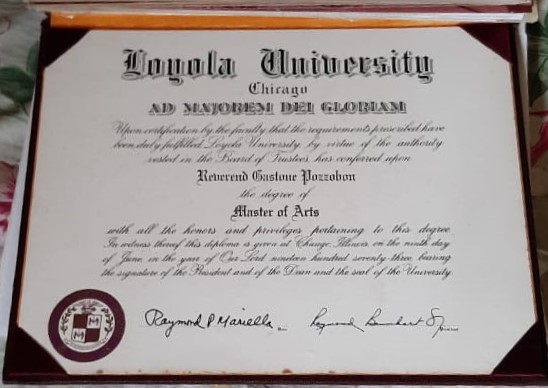 Loyola University
Chicago
AD MAJOREM DEI GLORIAM
Upon certification by the faculty that the requirements prescribed have
been duly fulfilled, Loyola University by virtue of the authority
vested in the Board of Trustees, has conferred upon
Reverend Gastone Pozzobon
the degree of
Master of Arts
with all the honors and privileges pertaining to this degree
In witness thereof this diploma is given at Chicago, Illinois, on the ninth day
of June, in the year of Our Lord nineteen hundred seventy three, bearing
the signature of the President and of the Dean and the seal of the University.
Raymond P. Mariella
Raymond